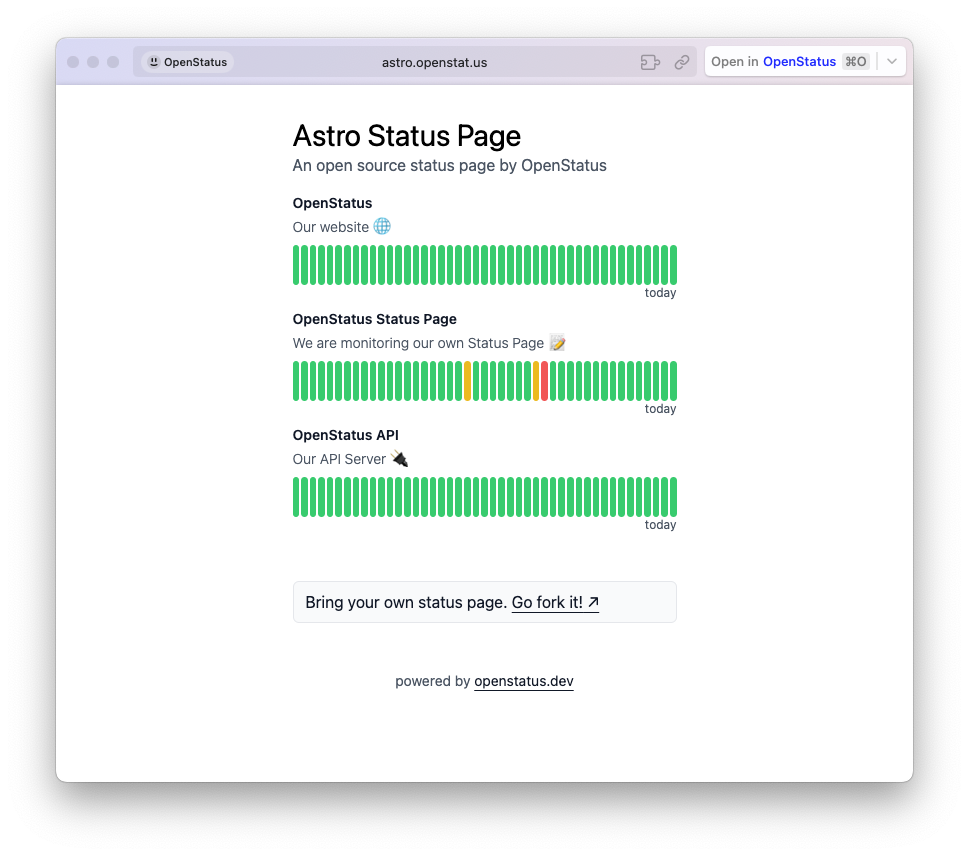 OpenStatus
astro.openstat.us
Open in OpenStatus ⌘O
Astro Status Page
An open source status page by OpenStatus
OpenStatus
Our website 🌐
today
OpenStatus Status Page
We are monitoring our own Status Page 📝
today
OpenStatus API
Our API Server 🔌
today
Bring your own status page. Go fork it! ↗
powered by openstatus.dev